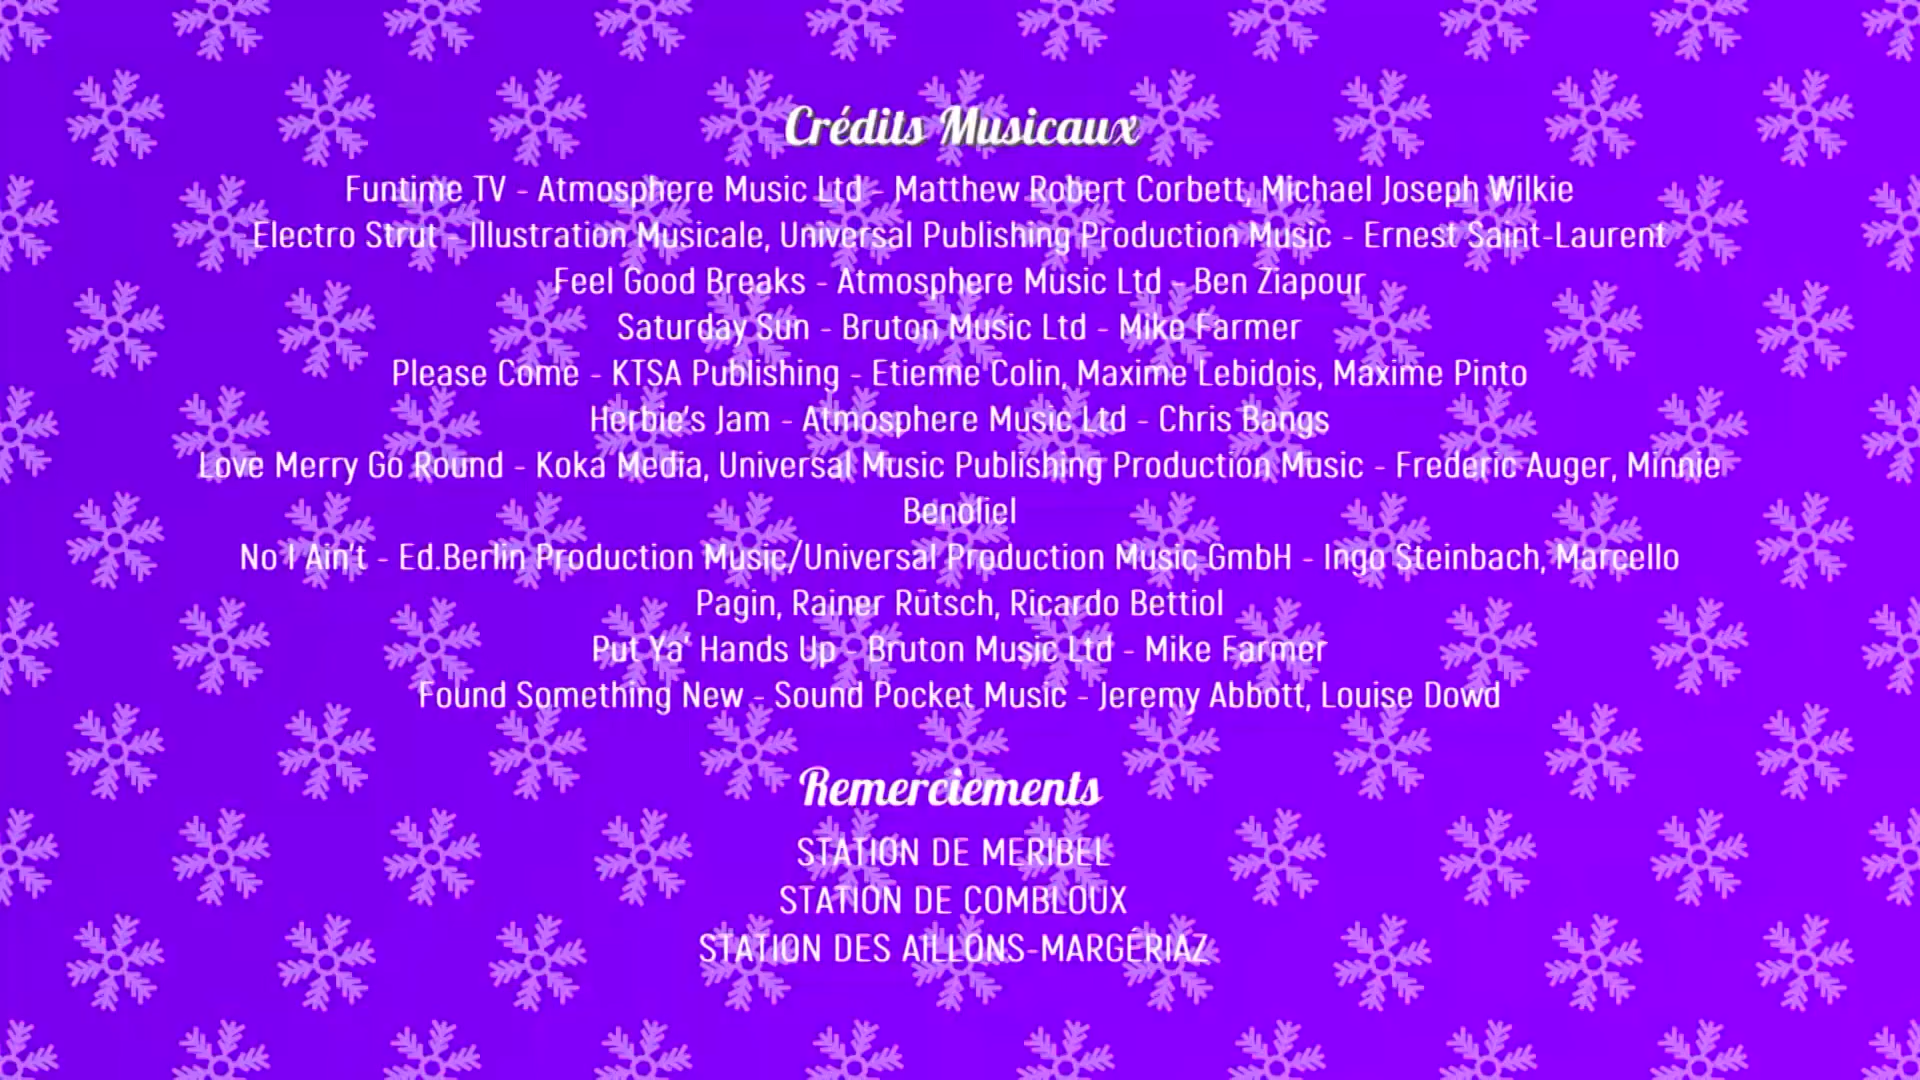 Crédits Musicaux
Funtime TV - Atmosphere Music Ltd - Matthew Robert Corbett, Michael Joseph Wilkie
Electro Strut - Illustration Musicale, Universal Publishing Production Music - Ernest Saint-Laurent
Feel Good Breaks - Atmosphere Music Ltd - Ben Ziapour
Saturday Sun - Bruton Music Ltd - Mike Farmer
Please Come - KTSA Publishing - Etienne Colin, Maxime Lebidois, Maxime Pinto
Herbie's Jam - Atmosphere Music Ltd - Chris Bangs
Love Merry Go Round - Koka Media, Universal Music Publishing Production Music - Frederic Auger, Minnie
Benoliel
No I Ain't - Ed.Berlin Production Music/Universal Production Music GmbH - Ingo Steinbach, Marcello
Pagin, Rainer Rütsch, Ricardo Bettiol
Put Ya' Hands Up - Bruton Music Ltd - Mike Farmer
Found Something New - Sound Pocket Music - Jeremy Abbott, Louise Dowd
Remerciements
STATION DE MERIBEL
STATION DE COMBLOUX
STATION DES AILLONS-MARGÉRIAZ